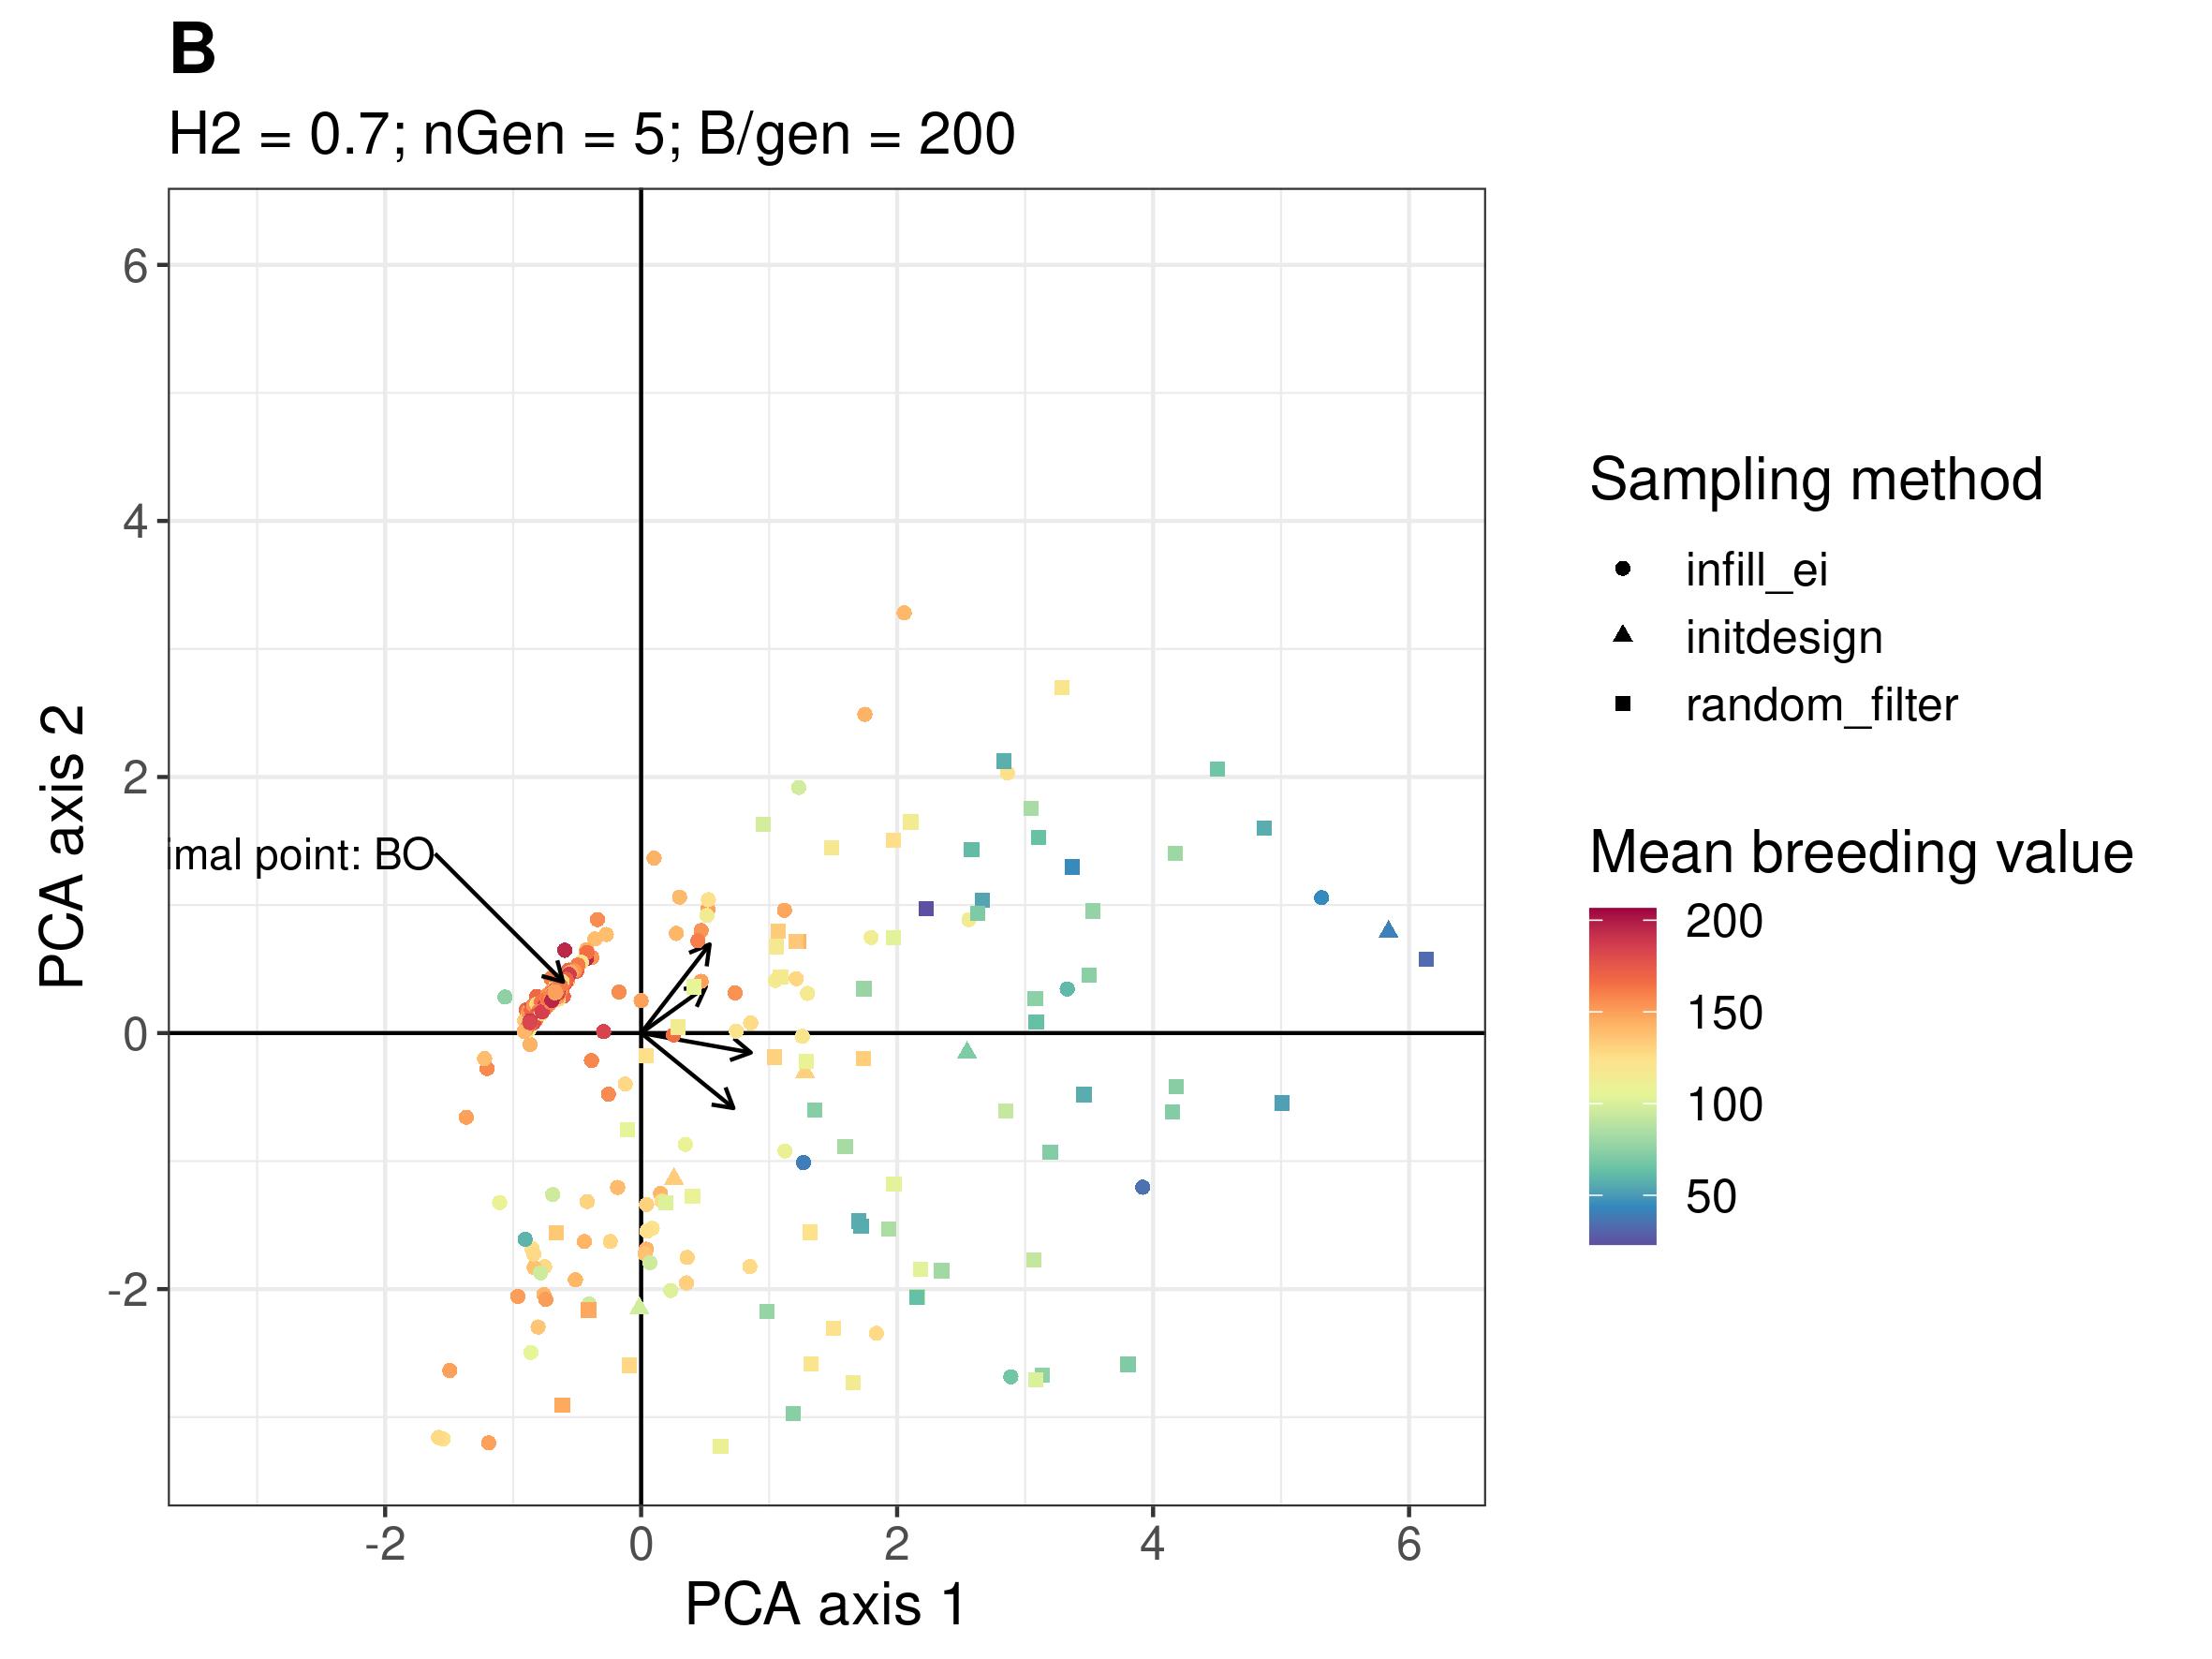 B
H2 = 0.7; nGen = 5; B/gen = 200
PCA axis 2
6
4
2
0
-2
imal point: BO
-2
0
2
4
6
PCA axis 1
Sampling method
infill_ei
initdesign
random_filter
Mean breeding value
200
150
100
50